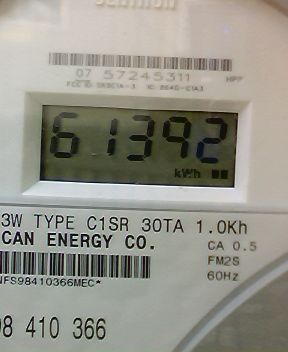 07 57245311 HPP
61392
kWh
3W TYPE C1SR 30TA 1.0Kh
CAN ENERGY CO.
CA 0.5
FM2S
60Hz
NFS98410366MEC*
98 410 366